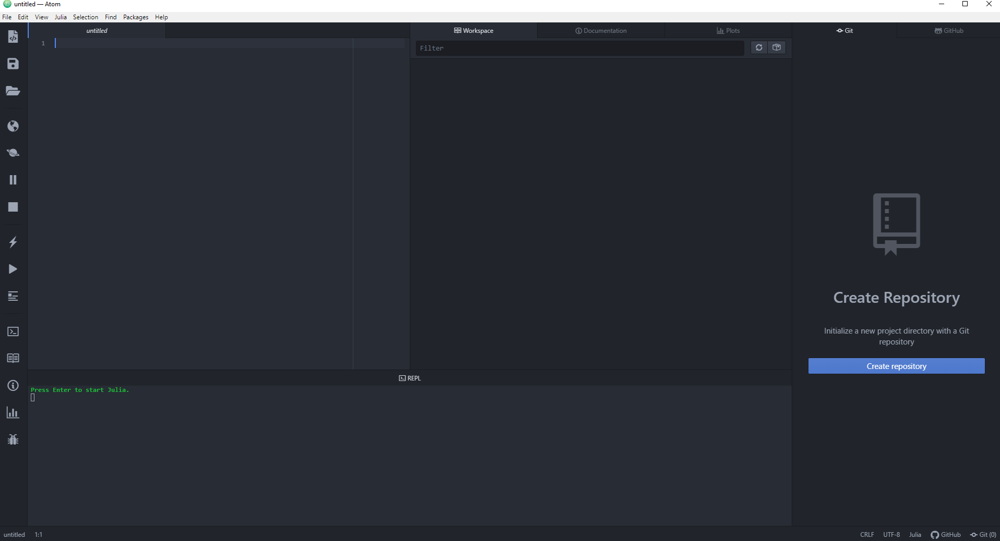 untitled — Atom
File Edit View Julia Selection Find Packages Help
untitled
Workspace
Documentation
Plots
Git
GitHub
1
Filter
Create Repository
Initialize a new project directory with a Git
repository
Create repository
REPL
Press Enter to start Julia.
untitled 1:1
CRLF UTF-8 Julia GitHub Git (0)